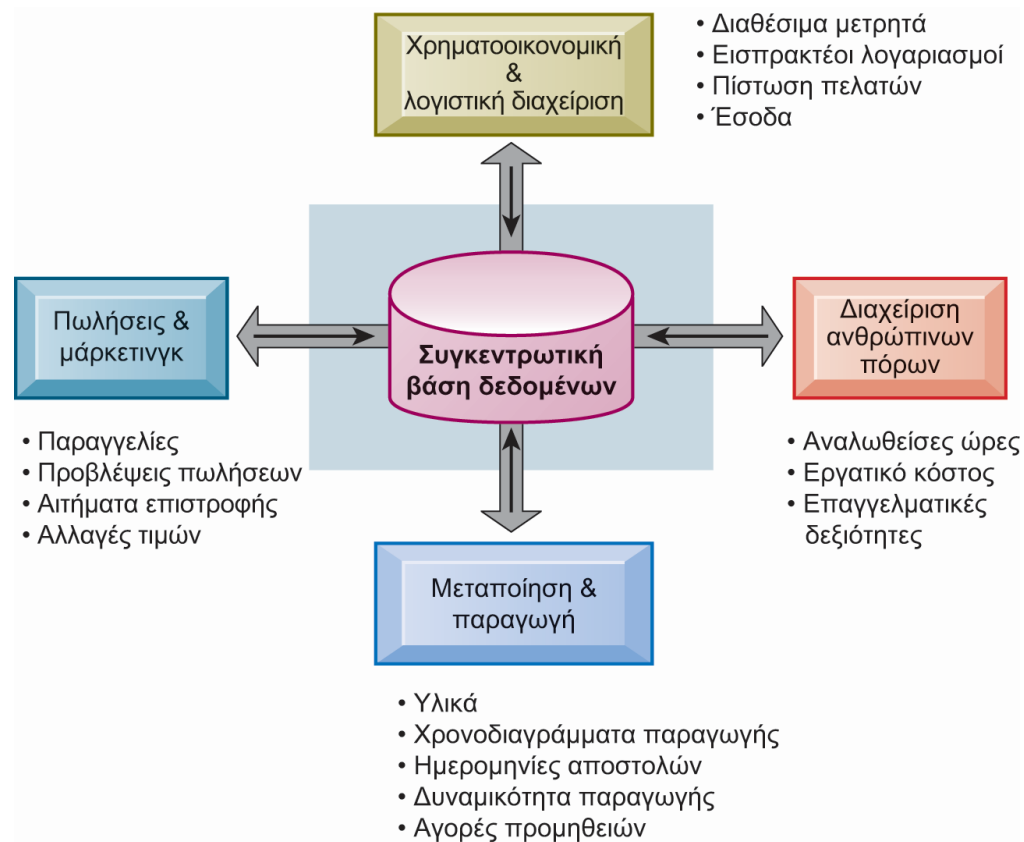 Χρηματοοικονομική
&
λογιστική διαχείριση
• Διαθέσιμα μετρητά
• Εισπρακτέοι λογαριασμοί
• Πίστωση πελατών
• Έσοδα
Πωλήσεις &
μάρκετινγκ
• Παραγγελίες
• Προβλέψεις πωλήσεων
• Αιτήματα επιστροφής
• Αλλαγές τιμών
Συγκεντρωτική
βάση δεδομένων
Διαχείριση
ανθρώπινων
πόρων
• Αναλωθείσες ώρες
• Εργατικό κόστος
• Επαγγελματικές
δεξιότητες
Μεταποίηση &
παραγωγή
• Υλικά
• Χρονοδιαγράμματα παραγωγής
• Ημερομηνίες αποστολών
• Δυναμικότητα παραγωγής
• Αγορές προμηθειών